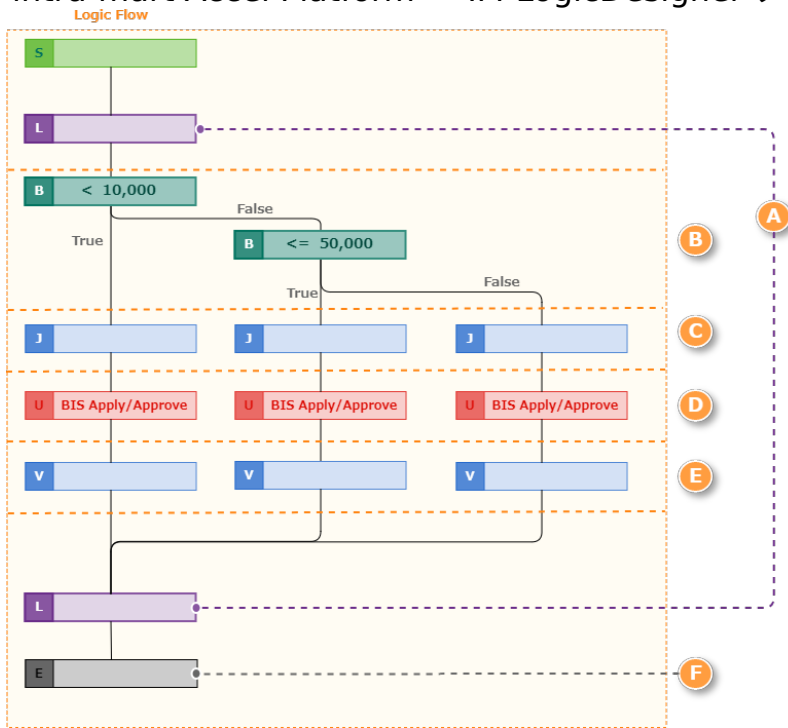 Logic Flow
S
L
B < 10,000
False
A
True
B <= 50,000
B
True
False
J
J
J
C
U BIS Apply/Approve
U BIS Apply/Approve
U BIS Apply/Approve
D
V
V
V
E
L
E
F